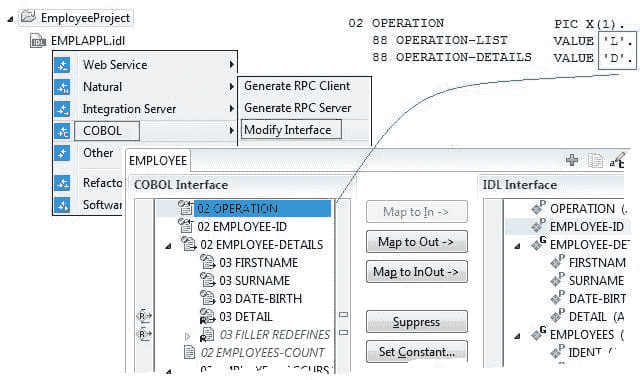 EmployeeProject
EMPLAPPL.idl
02 OPERATION PIC X(1).
88 OPERATION-LIST VALUE 'L'.
88 OPERATION-DETAILS VALUE 'D'.
Web Service
Natural
Integration Server
COBOL
Other
Refacto
Softwar
Generate RPC Client
Generate RPC Server
Modify Interface
EMPLOYEE
COBOL Interface
02 OPERATION
02 EMPLOYEE-ID
02 EMPLOYEE-DETAILS
03 FIRSTNAME
03 SURNAME
03 DATE-BIRTH
03 DETAIL
03 FILLER REDEFINES
02 EMPLOYEES-COUNT
Map to In ->
Map to Out ->
Map to InOut ->
Suppress
Set Constant...
IDL Interface
OPERATION (
EMPLOYEE-ID
EMPLOYEE-DE
FIRSTNAM
SURNAME
DATE-BIRT
DETAIL (A
EMPLOYEES (
IDENT (